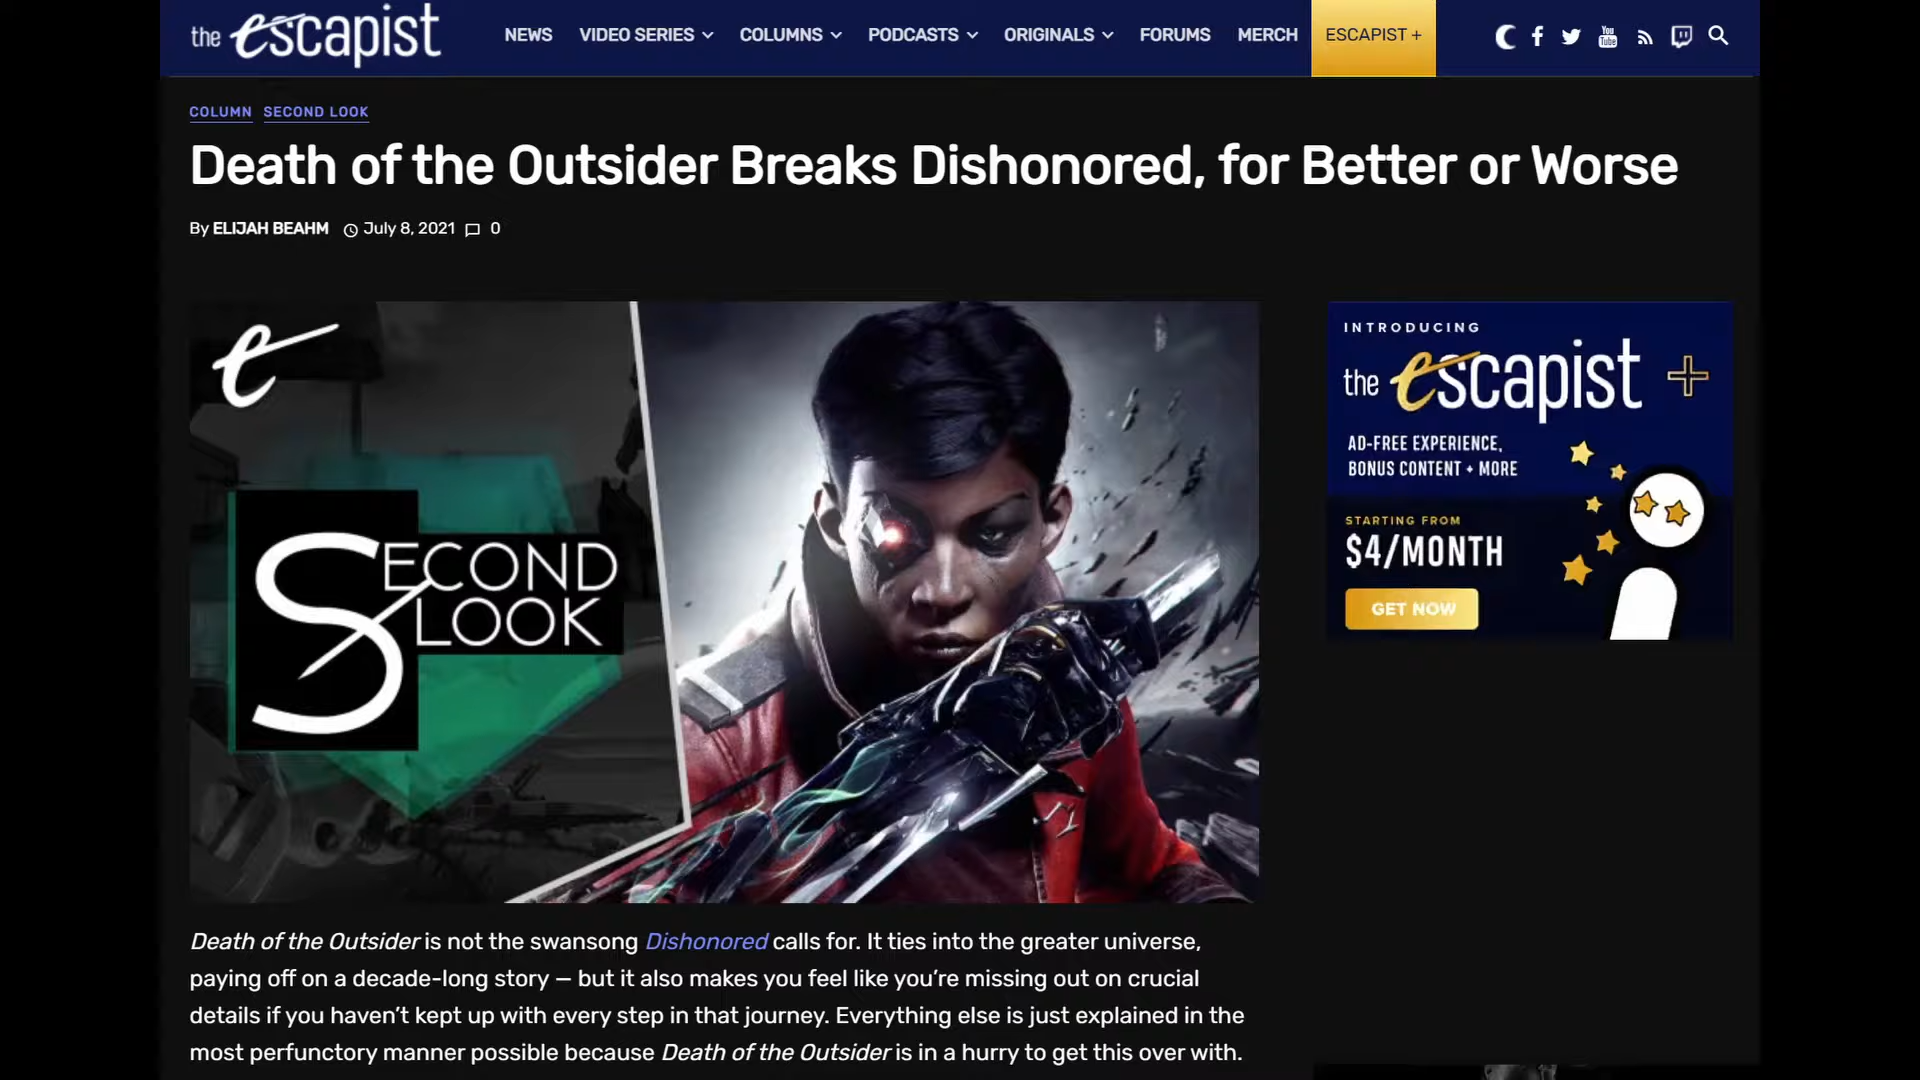 the escapist
NEWS VIDEO SERIES COLUMNS PODCASTS ORIGINALS FORUMS MERCH ESCAPIST +
You Tube
COLUMN SECOND LOOK
Death of the Outsider Breaks Dishonored, for Better or Worse
By ELIJAH BEAHM July 8, 2021 0
e
SECOND
LOOK
INTRODUCING
the escapist +
AD-FREE EXPERIENCE,
BONUS CONTENT + MORE
STARTING FROM
$4/MONTH
GET NOW
Death of the Outsider is not the swansong Dishonored calls for. It ties into the greater universe,
paying off on a decade-long story – but it also makes you feel like you’re missing out on crucial
details if you haven’t kept up with every step in that journey. Everything else is just explained in the
most perfunctory manner possible because Death of the Outsider is in a hurry to get this over with.